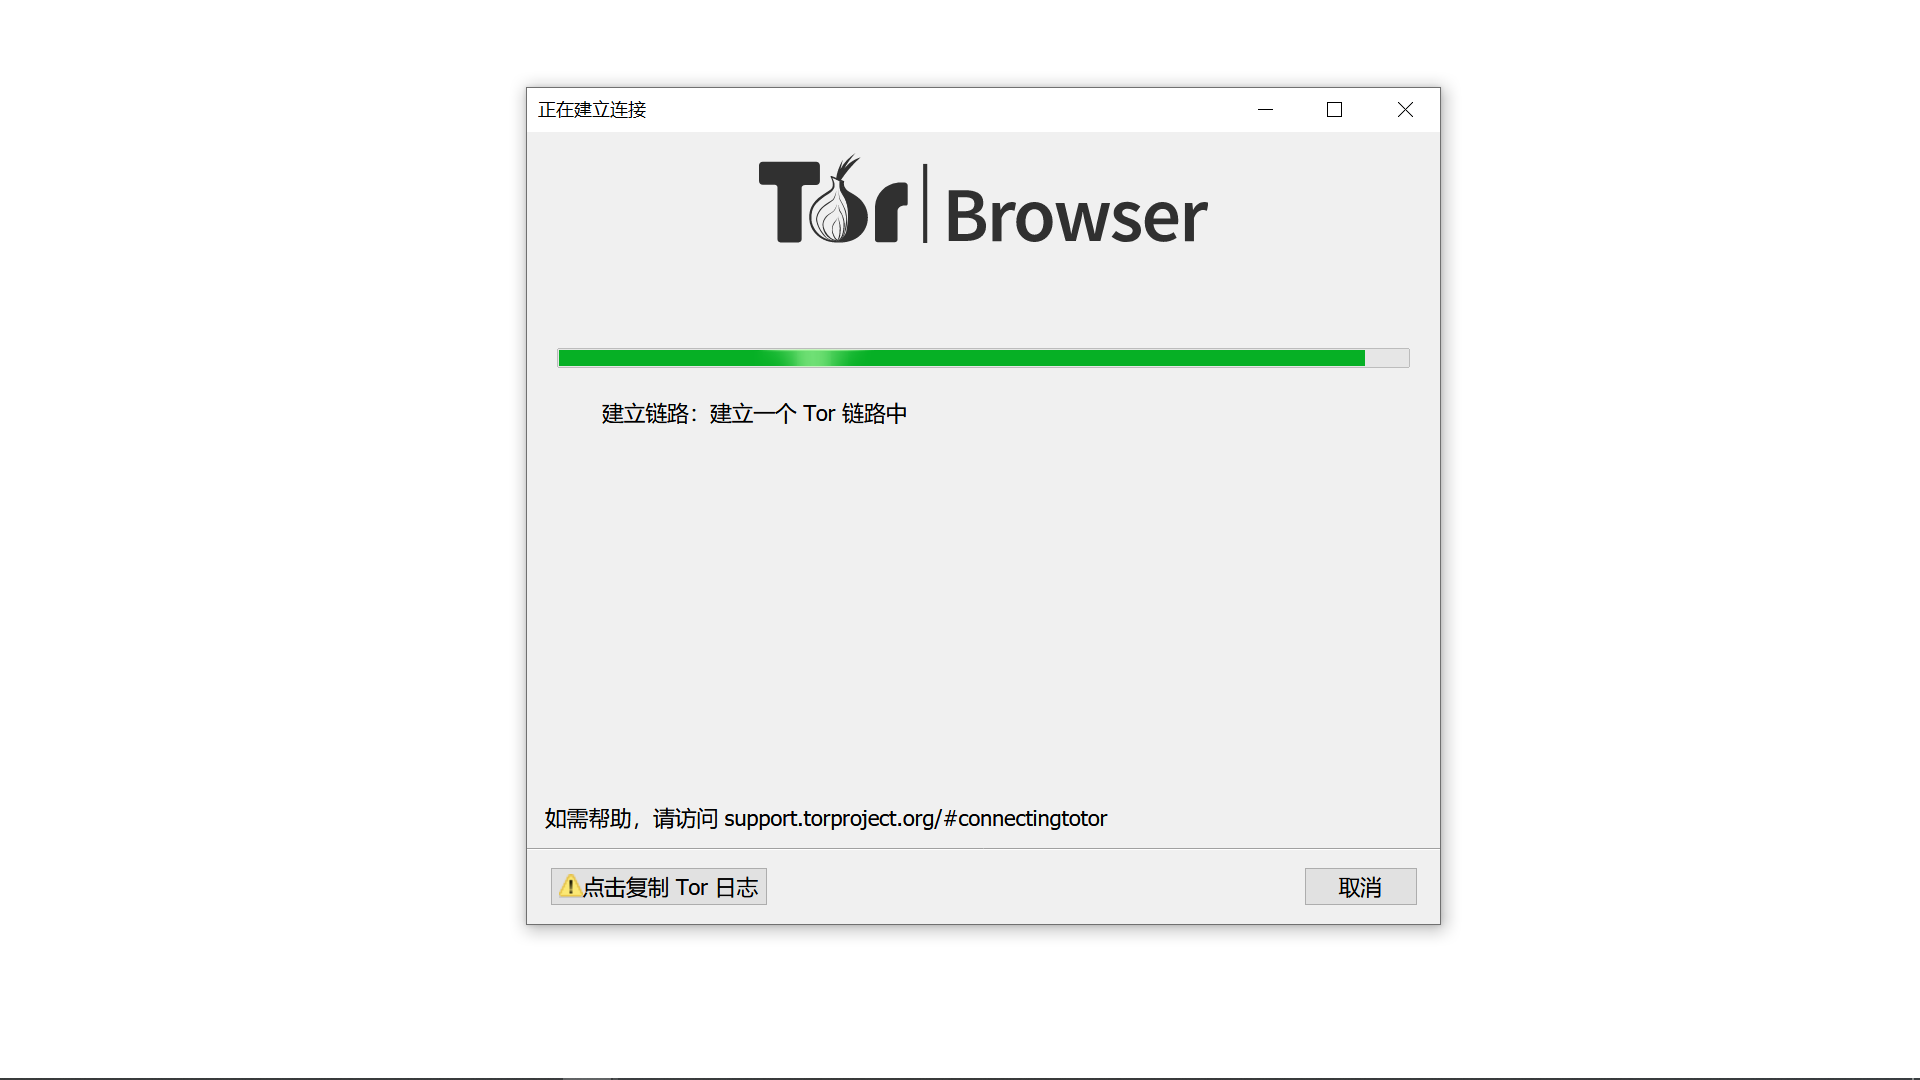 正在建立连接
Tor Browser
建立链路：建立一个 Tor 链路中
如需帮助，请访问 support.torproject.org/#connectingtotor
点击复制 Tor 日志
取消